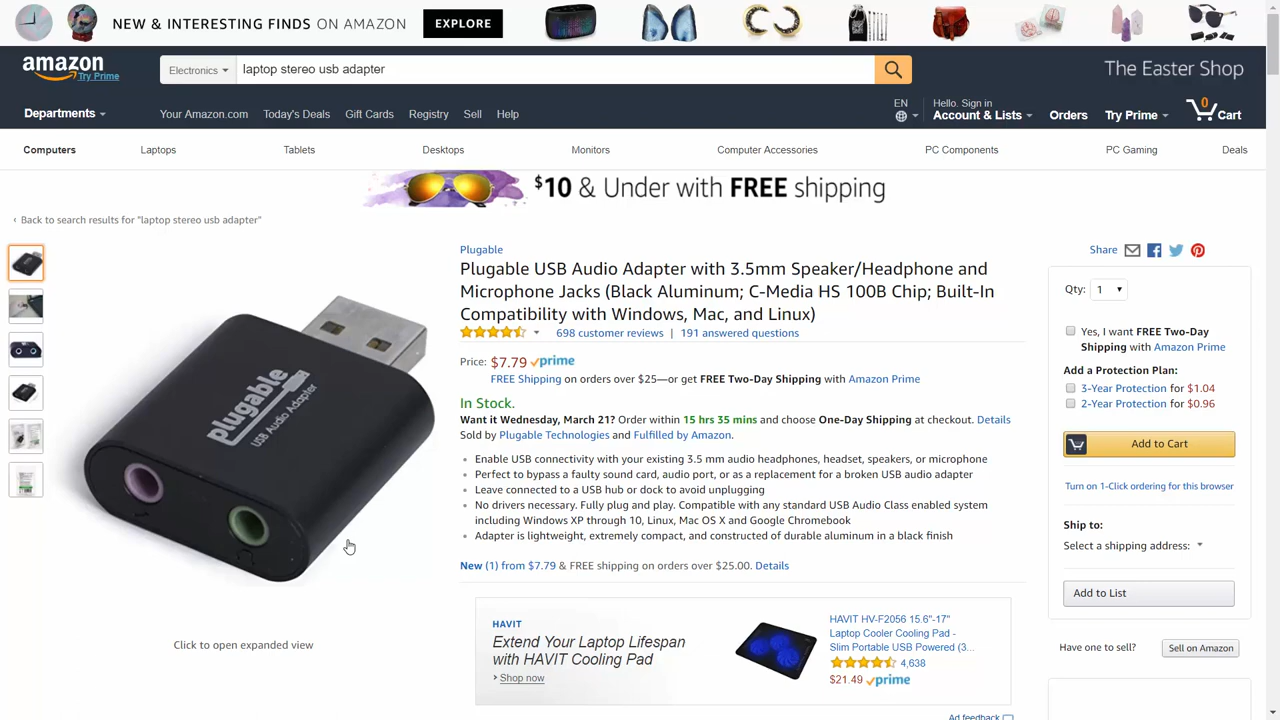 NEW & INTERESTING FINDS ON AMAZON EXPLORE
amazon
Try Prime
Electronics laptop stereo usb adapter
The Easter Shop
Departments Your Amazon.com Today's Deals Gift Cards Registry Sell Help
EN Hello. Sign in Account & Lists Orders Try Prime 0 Cart
Computers Laptops Tablets Desktops Monitors Computer Accessories PC Components PC Gaming Deals
$10 & Under with FREE shipping
‹ Back to search results for "laptop stereo usb adapter"
plugable
USB Audio Adapter
Click to open expanded view
Plugable
Plugable USB Audio Adapter with 3.5mm Speaker/Headphone and
Microphone Jacks (Black Aluminum; C-Media HS 100B Chip; Built-In
Compatibility with Windows, Mac, and Linux)
698 customer reviews | 191 answered questions
Price: $7.79 prime
FREE Shipping on orders over $25—or get FREE Two-Day Shipping with Amazon Prime
In Stock.
Want it Wednesday, March 21? Order within 15 hrs 35 mins and choose One-Day Shipping at checkout. Details
Sold by Plugable Technologies and Fulfilled by Amazon.
• Enable USB connectivity with your existing 3.5 mm audio headphones, headset, speakers, or microphone
• Perfect to bypass a faulty sound card, audio port, or as a replacement for a broken USB audio adapter
• Leave connected to a USB hub or dock to avoid unplugging
• No drivers necessary. Fully plug and play. Compatible with any standard USB Audio Class enabled system
including Windows XP through 10, Linux, Mac OS X and Google Chromebook
• Adapter is lightweight, extremely compact, and constructed of durable aluminum in a black finish
New (1) from $7.79 & FREE shipping on orders over $25.00. Details
HAVIT
Extend Your Laptop Lifespan
with HAVIT Cooling Pad
› Shop now
HAVIT HV-F2056 15.6"-17"
Laptop Cooler Cooling Pad -
Slim Portable USB Powered (3...
4,638
$21.49 prime
Ad feedback
Share
Qty: 1
Yes, I want FREE Two-Day
Shipping with Amazon Prime
Add a Protection Plan:
3-Year Protection for $1.04
2-Year Protection for $0.96
Add to Cart
Turn on 1-Click ordering for this browser
Ship to:
Select a shipping address:
Add to List
Have one to sell? Sell on Amazon